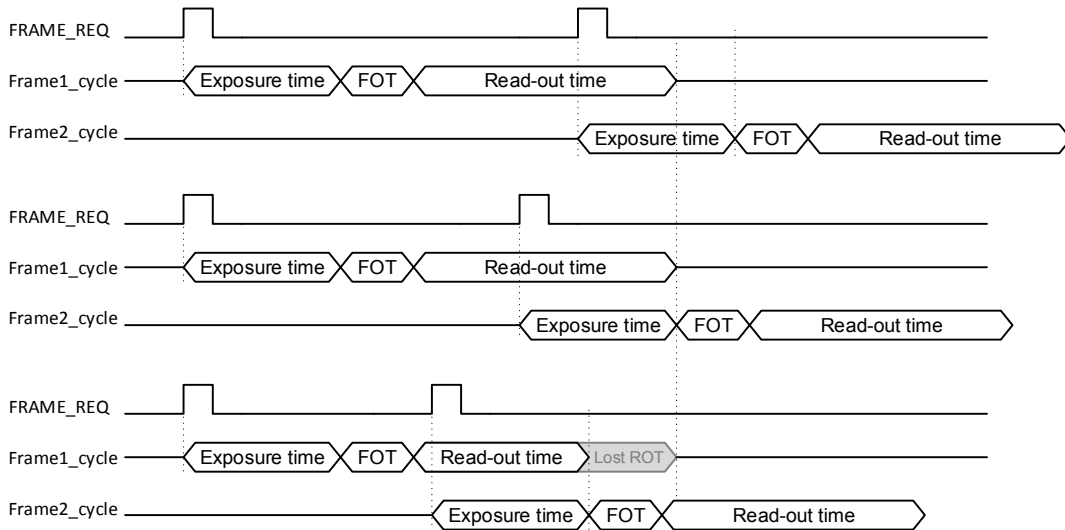 FRAME_REQ
Frame1_cycle Exposure time FOT Read-out time
Frame2_cycle Exposure time FOT Read-out time
FRAME_REQ
Frame1_cycle Exposure time FOT Read-out time
Frame2_cycle Exposure time FOT Read-out time
FRAME_REQ
Frame1_cycle Exposure time FOT Read-out time Lost ROT
Frame2_cycle Exposure time FOT Read-out time